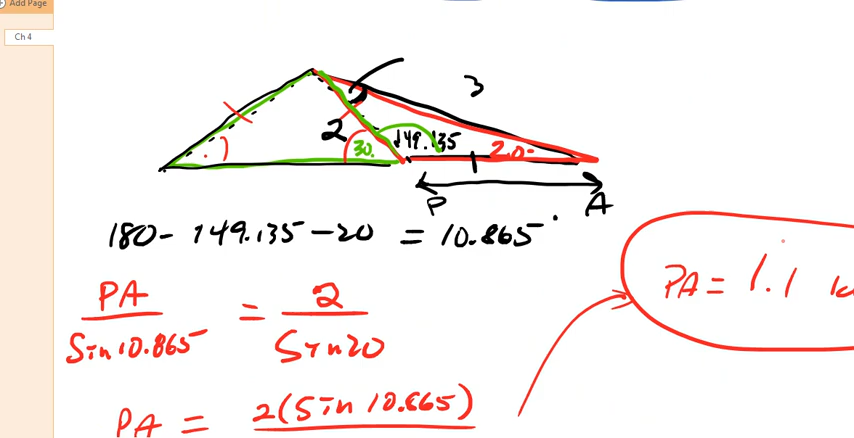 Add Page
Ch 4
3
2
149.135
30.
20
P
A
180 - 149.135 - 20 = 10.865
PA / Sin 10.865 = 2 / Sin 20
PA = 2(Sin 10.865)
PA = 1.1